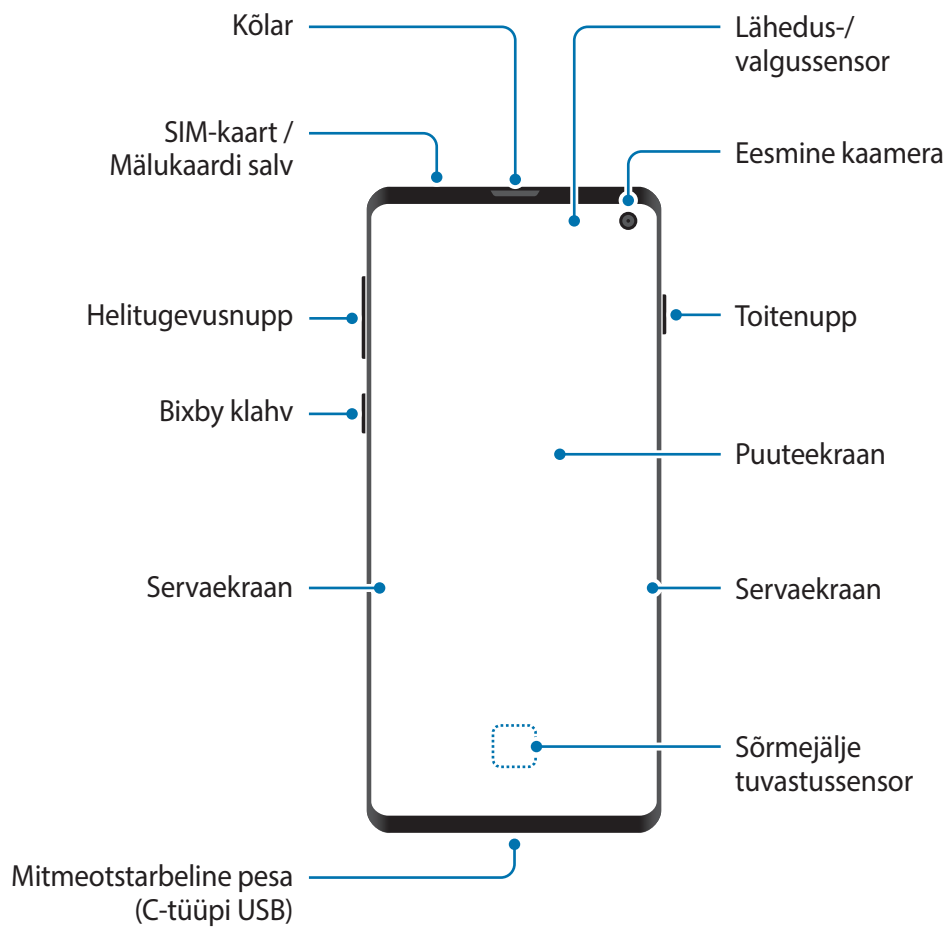 Kõlar
SIM-kaart /
Mälukaardi salv
Helitugevusnupp
Bixby klahv
Servaekraan
Mitmeotstarbeline pesa
(C-tüüpi USB)
Lähedus-/
valgussensor
Eesmine kaamera
Toitenupp
Puuteekraan
Servaekraan
Sõrmejälje
tuvastussensor